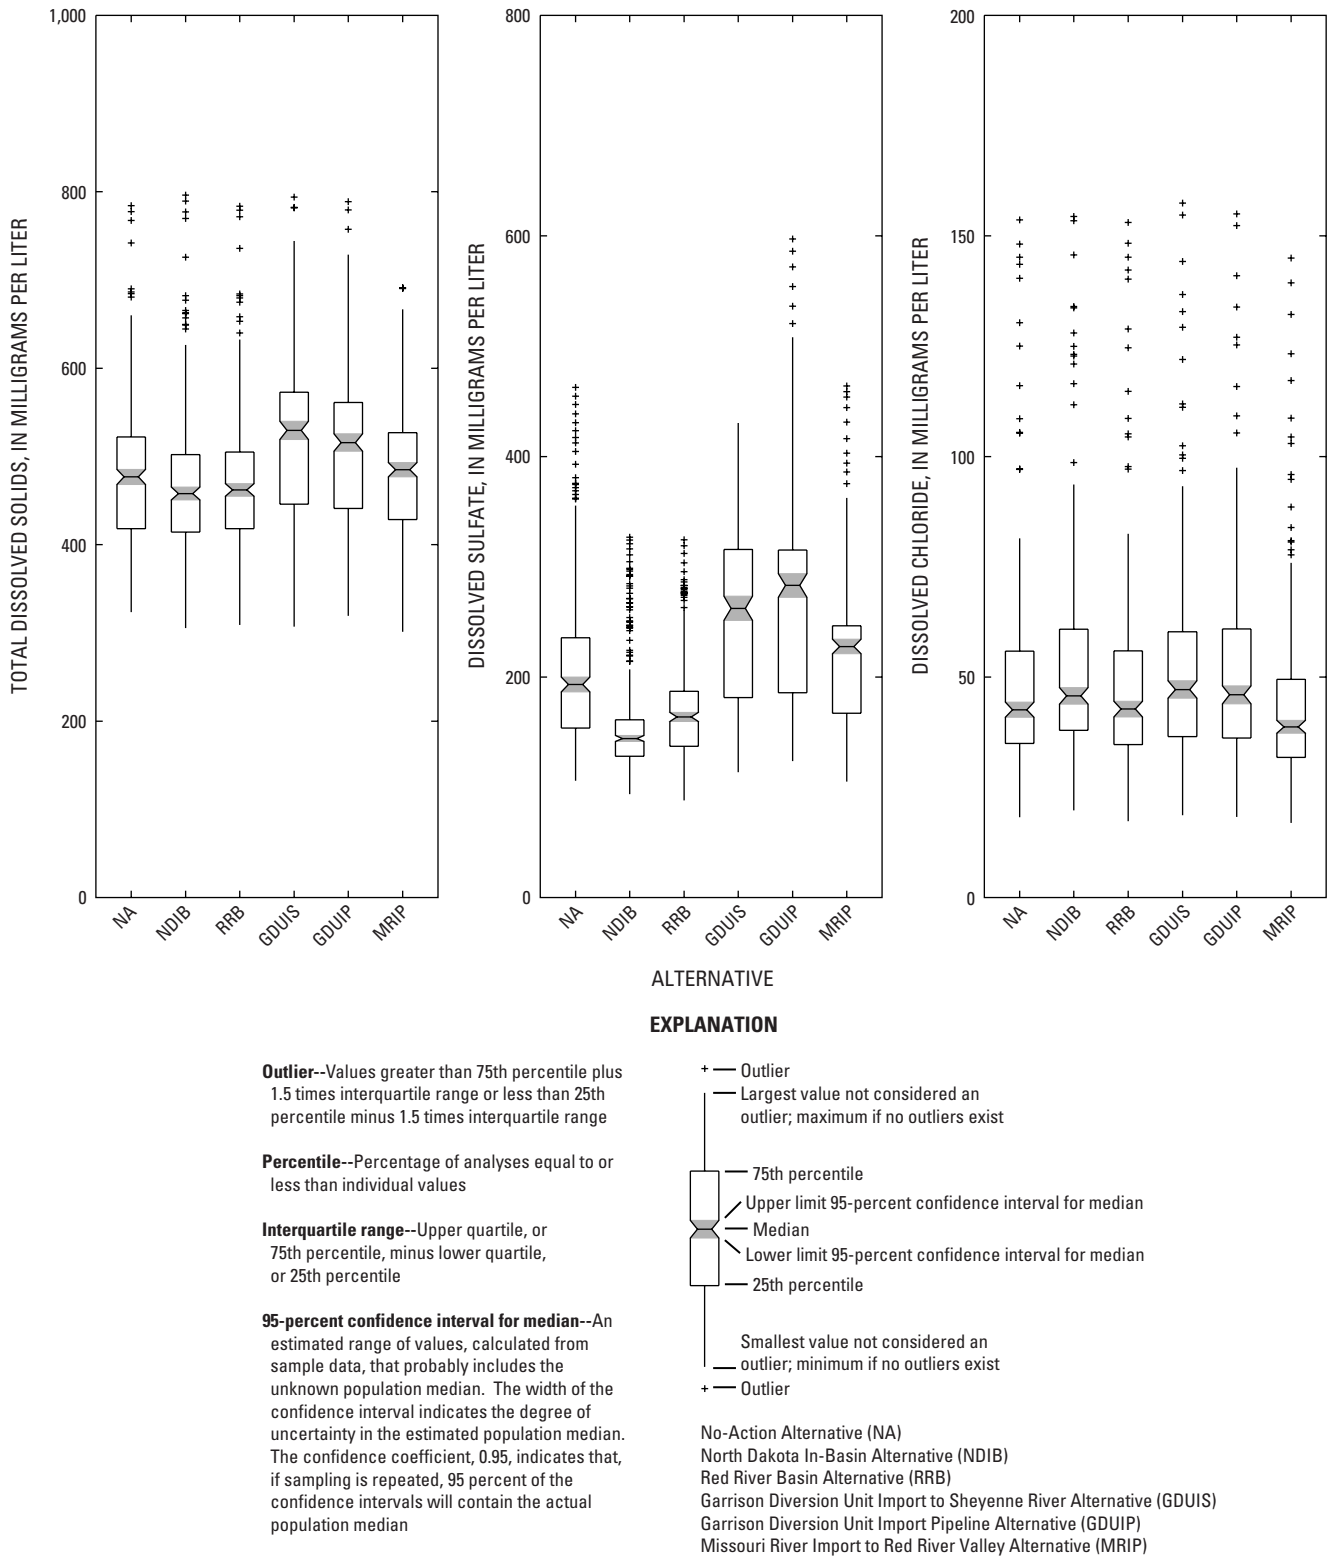 1,000
800
600
400
200
0
TOTAL DISSOLVED SOLIDS, IN MILLIGRAMS PER LITER
NA
NDIB
RRB
GDUIS
GDUIP
MRIP
800
600
400
200
0
DISSOLVED SULFATE, IN MILLIGRAMS PER LITER
NA
NDIB
RRB
GDUIS
GDUIP
MRIP
200
150
100
50
0
DISSOLVED CHLORIDE, IN MILLIGRAMS PER LITER
NA
NDIB
RRB
GDUIS
GDUIP
MRIP
ALTERNATIVE
EXPLANATION
Outlier--Values greater than 75th percentile plus
1.5 times interquartile range or less than 25th
percentile minus 1.5 times interquartile range
Percentile--Percentage of analyses equal to or
less than individual values
Interquartile range--Upper quartile, or
75th percentile, minus lower quartile,
or 25th percentile
95-percent confidence interval for median--An
estimated range of values, calculated from
sample data, that probably includes the
unknown population median. The width of the
confidence interval indicates the degree of
uncertainty in the estimated population median.
The confidence coefficient, 0.95, indicates that,
if sampling is repeated, 95 percent of the
confidence intervals will contain the actual
population median
Outlier
Largest value not considered an
outlier; maximum if no outliers exist
75th percentile
Upper limit 95-percent confidence interval for median
Median
Lower limit 95-percent confidence interval for median
25th percentile
Smallest value not considered an
outlier; minimum if no outliers exist
Outlier
No-Action Alternative (NA)
North Dakota In-Basin Alternative (NDIB)
Red River Basin Alternative (RRB)
Garrison Diversion Unit Import to Sheyenne River Alternative (GDUIS)
Garrison Diversion Unit Import Pipeline Alternative (GDUIP)
Missouri River Import to Red River Valley Alternative (MRIP)